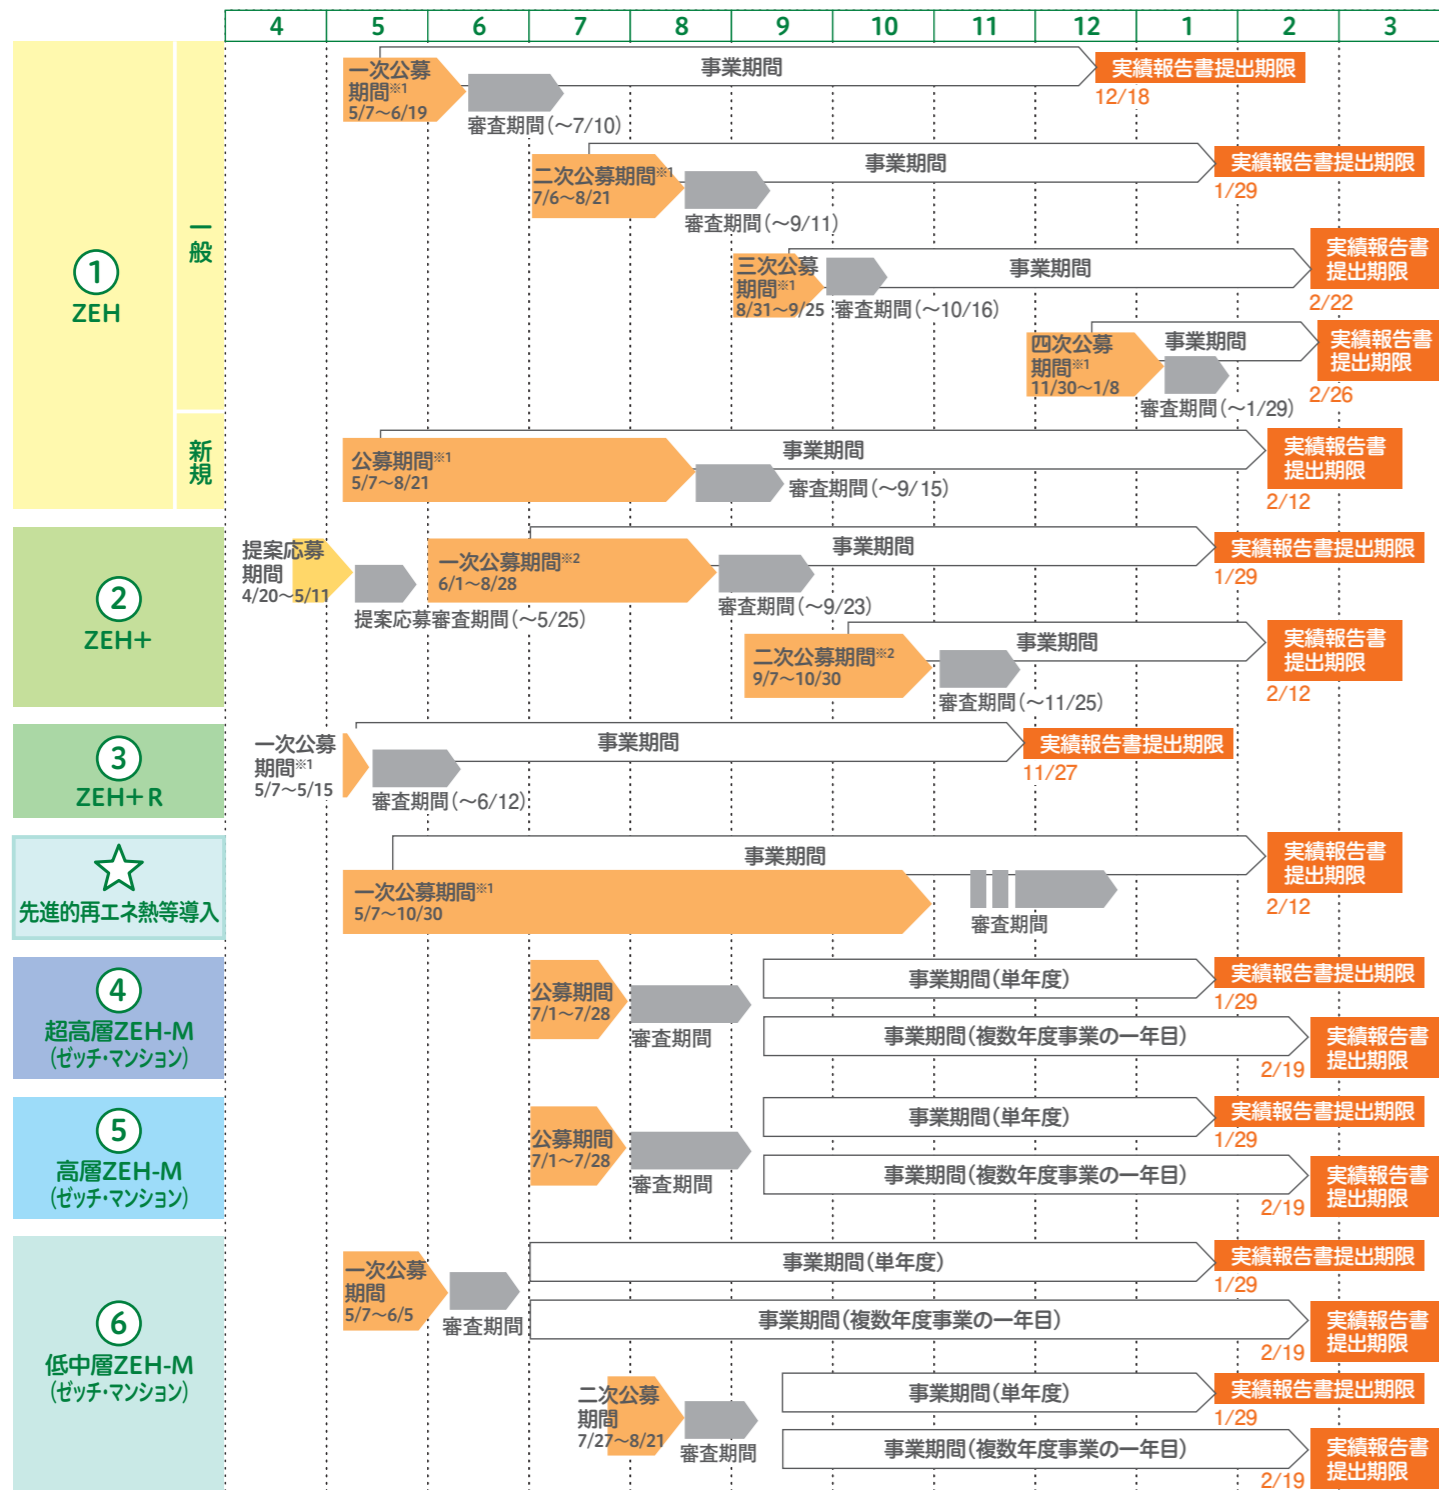 4 5 6 7 8 9 10 11 12 1 2 3
①
ZEH
一般
一次公募
期間※1
5/7～6/19
審査期間(～7/10)
事業期間
実績報告書提出期限
12/18
二次公募期間※1
7/6～8/21
審査期間(～9/11)
事業期間
実績報告書提出期限
1/29
三次公募
期間※1
8/31～9/25
審査期間(～10/16)
事業期間
実績報告書
提出期限
2/22
四次公募
期間※1
11/30～1/8
審査期間(～1/29)
事業期間
実績報告書
提出期限
2/26
新規
公募期間※1
5/7～8/21
審査期間(～9/15)
事業期間
実績報告書
提出期限
2/12
②
ZEH+
提案応募
期間
4/20～5/11
提案応募審査期間(～5/25)
一次公募期間※2
6/1～8/28
審査期間(～9/23)
事業期間
実績報告書提出期限
1/29
二次公募期間※2
9/7～10/30
審査期間(～11/25)
事業期間
実績報告書
提出期限
2/12
③
ZEH+R
一次公募
期間※1
5/7～5/15
審査期間(～6/12)
事業期間
実績報告書提出期限
11/27
☆
先進的再エネ熱等導入
一次公募期間※1
5/7～10/30
審査期間
事業期間
実績報告書
提出期限
2/12
④
超高層ZEH-M
(ゼッチ・マンション)
公募期間
7/1～7/28
審査期間
事業期間(単年度)
実績報告書提出期限
1/29
事業期間(複数年度事業の一年目)
実績報告書
提出期限
2/19
⑤
高層ZEH-M
(ゼッチ・マンション)
公募期間
7/1～7/28
審査期間
事業期間(単年度)
実績報告書提出期限
1/29
事業期間(複数年度事業の一年目)
実績報告書
提出期限
2/19
⑥
低中層ZEH-M
(ゼッチ・マンション)
一次公募
期間
5/7～6/5
審査期間
事業期間(単年度)
実績報告書提出期限
1/29
事業期間(複数年度事業の一年目)
実績報告書
提出期限
2/19
二次公募
期間
7/27～8/21
審査期間
事業期間(単年度)
実績報告書提出期限
1/29
事業期間(複数年度事業の一年目)
実績報告書
提出期限
2/19